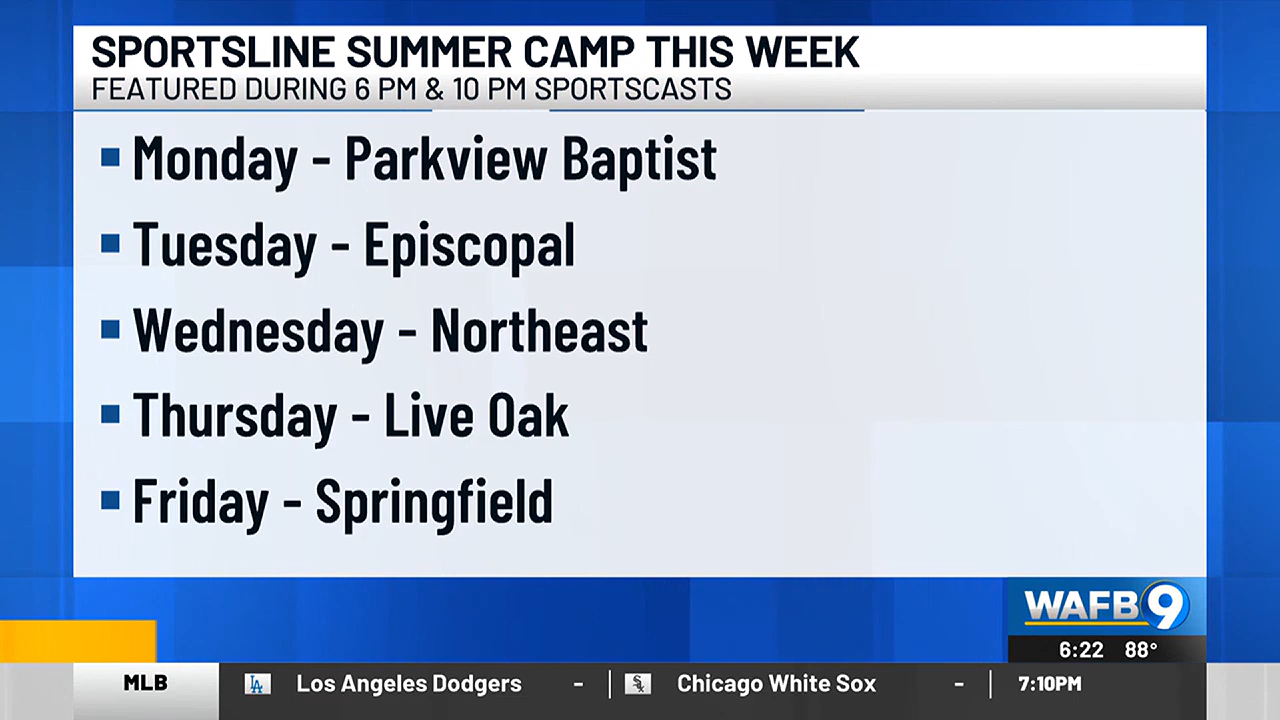 SPORTSLINE SUMMER CAMP THIS WEEK
FEATURED DURING 6 PM & 10 PM SPORTSCASTS
Monday - Parkview Baptist
Tuesday - Episcopal
Wednesday - Northeast
Thursday - Live Oak
Friday - Springfield
WAFB 9
6:22 88°
MLB LA Los Angeles Dodgers - SOX Chicago White Sox - 7:10PM